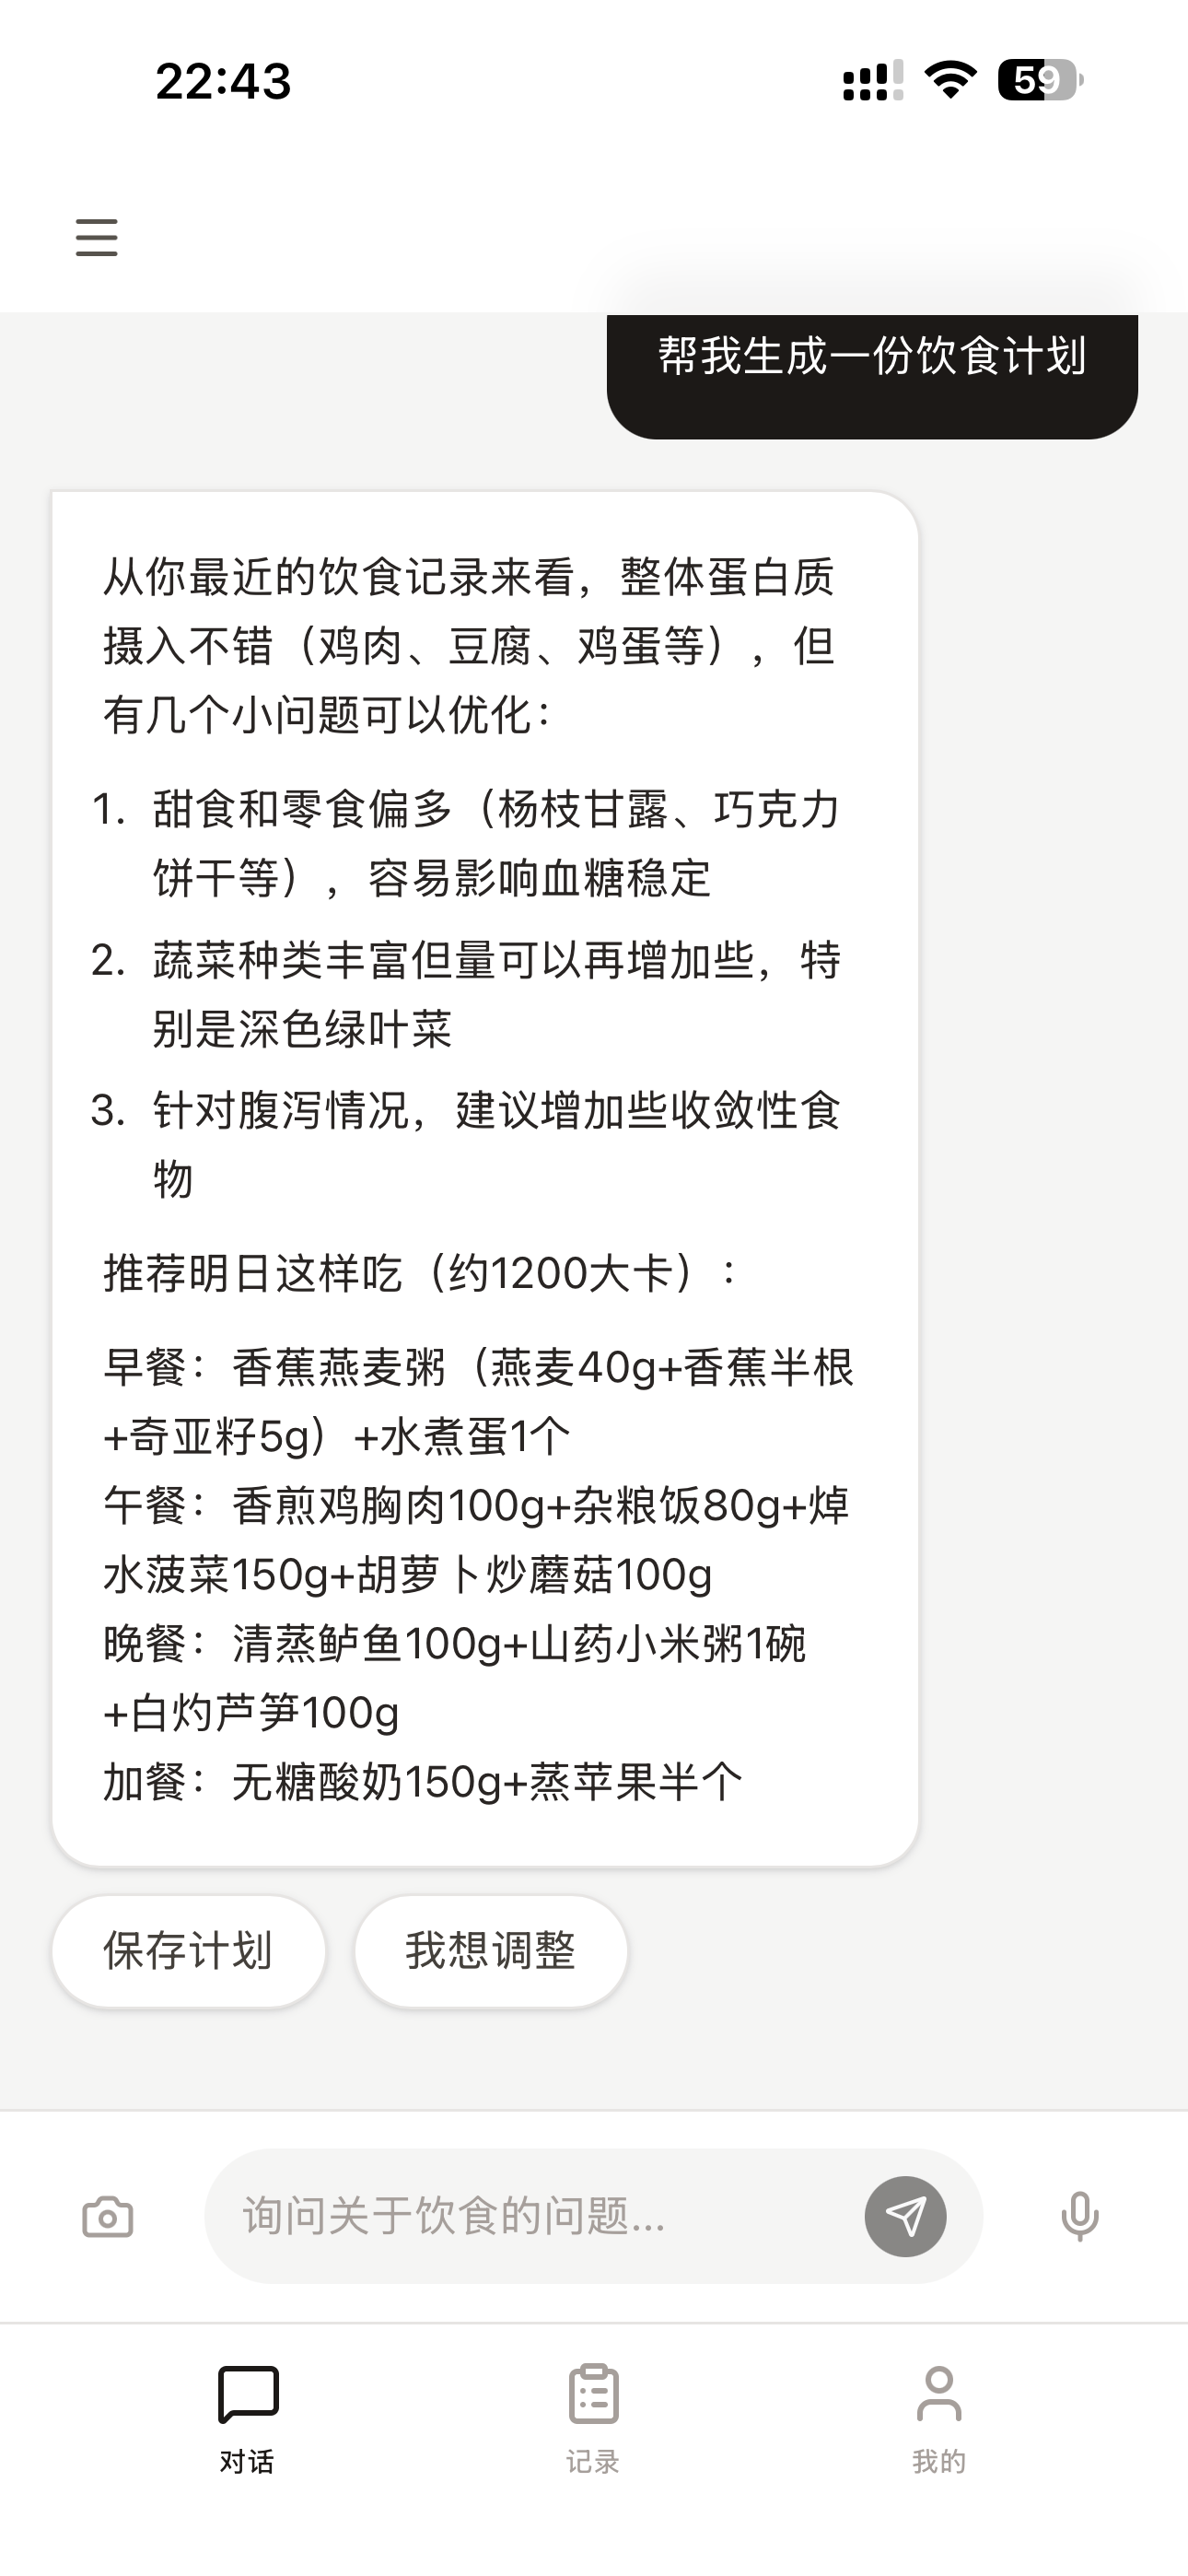 22:43
59
帮我生成一份饮食计划
从你最近的饮食记录来看，整体蛋白质
摄入不错（鸡肉、豆腐、鸡蛋等），但
有几个小问题可以优化：
1. 甜食和零食偏多（杨枝甘露、巧克力
饼干等），容易影响血糖稳定
2. 蔬菜种类丰富但量可以再增加些，特
别是深色绿叶菜
3. 针对腹泻情况，建议增加些收敛性食
物
推荐明日这样吃（约1200大卡）：
早餐：香蕉燕麦粥（燕麦40g+香蕉半根
+奇亚籽5g）+水煮蛋1个
午餐：香煎鸡胸肉100g+杂粮饭80g+焯
水菠菜150g+胡萝卜炒蘑菇100g
晚餐：清蒸鲈鱼100g+山药小米粥1碗
+白灼芦笋100g
加餐：无糖酸奶150g+蒸苹果半个
保存计划 我想调整
询问关于饮食的问题...
对话 记录 我的